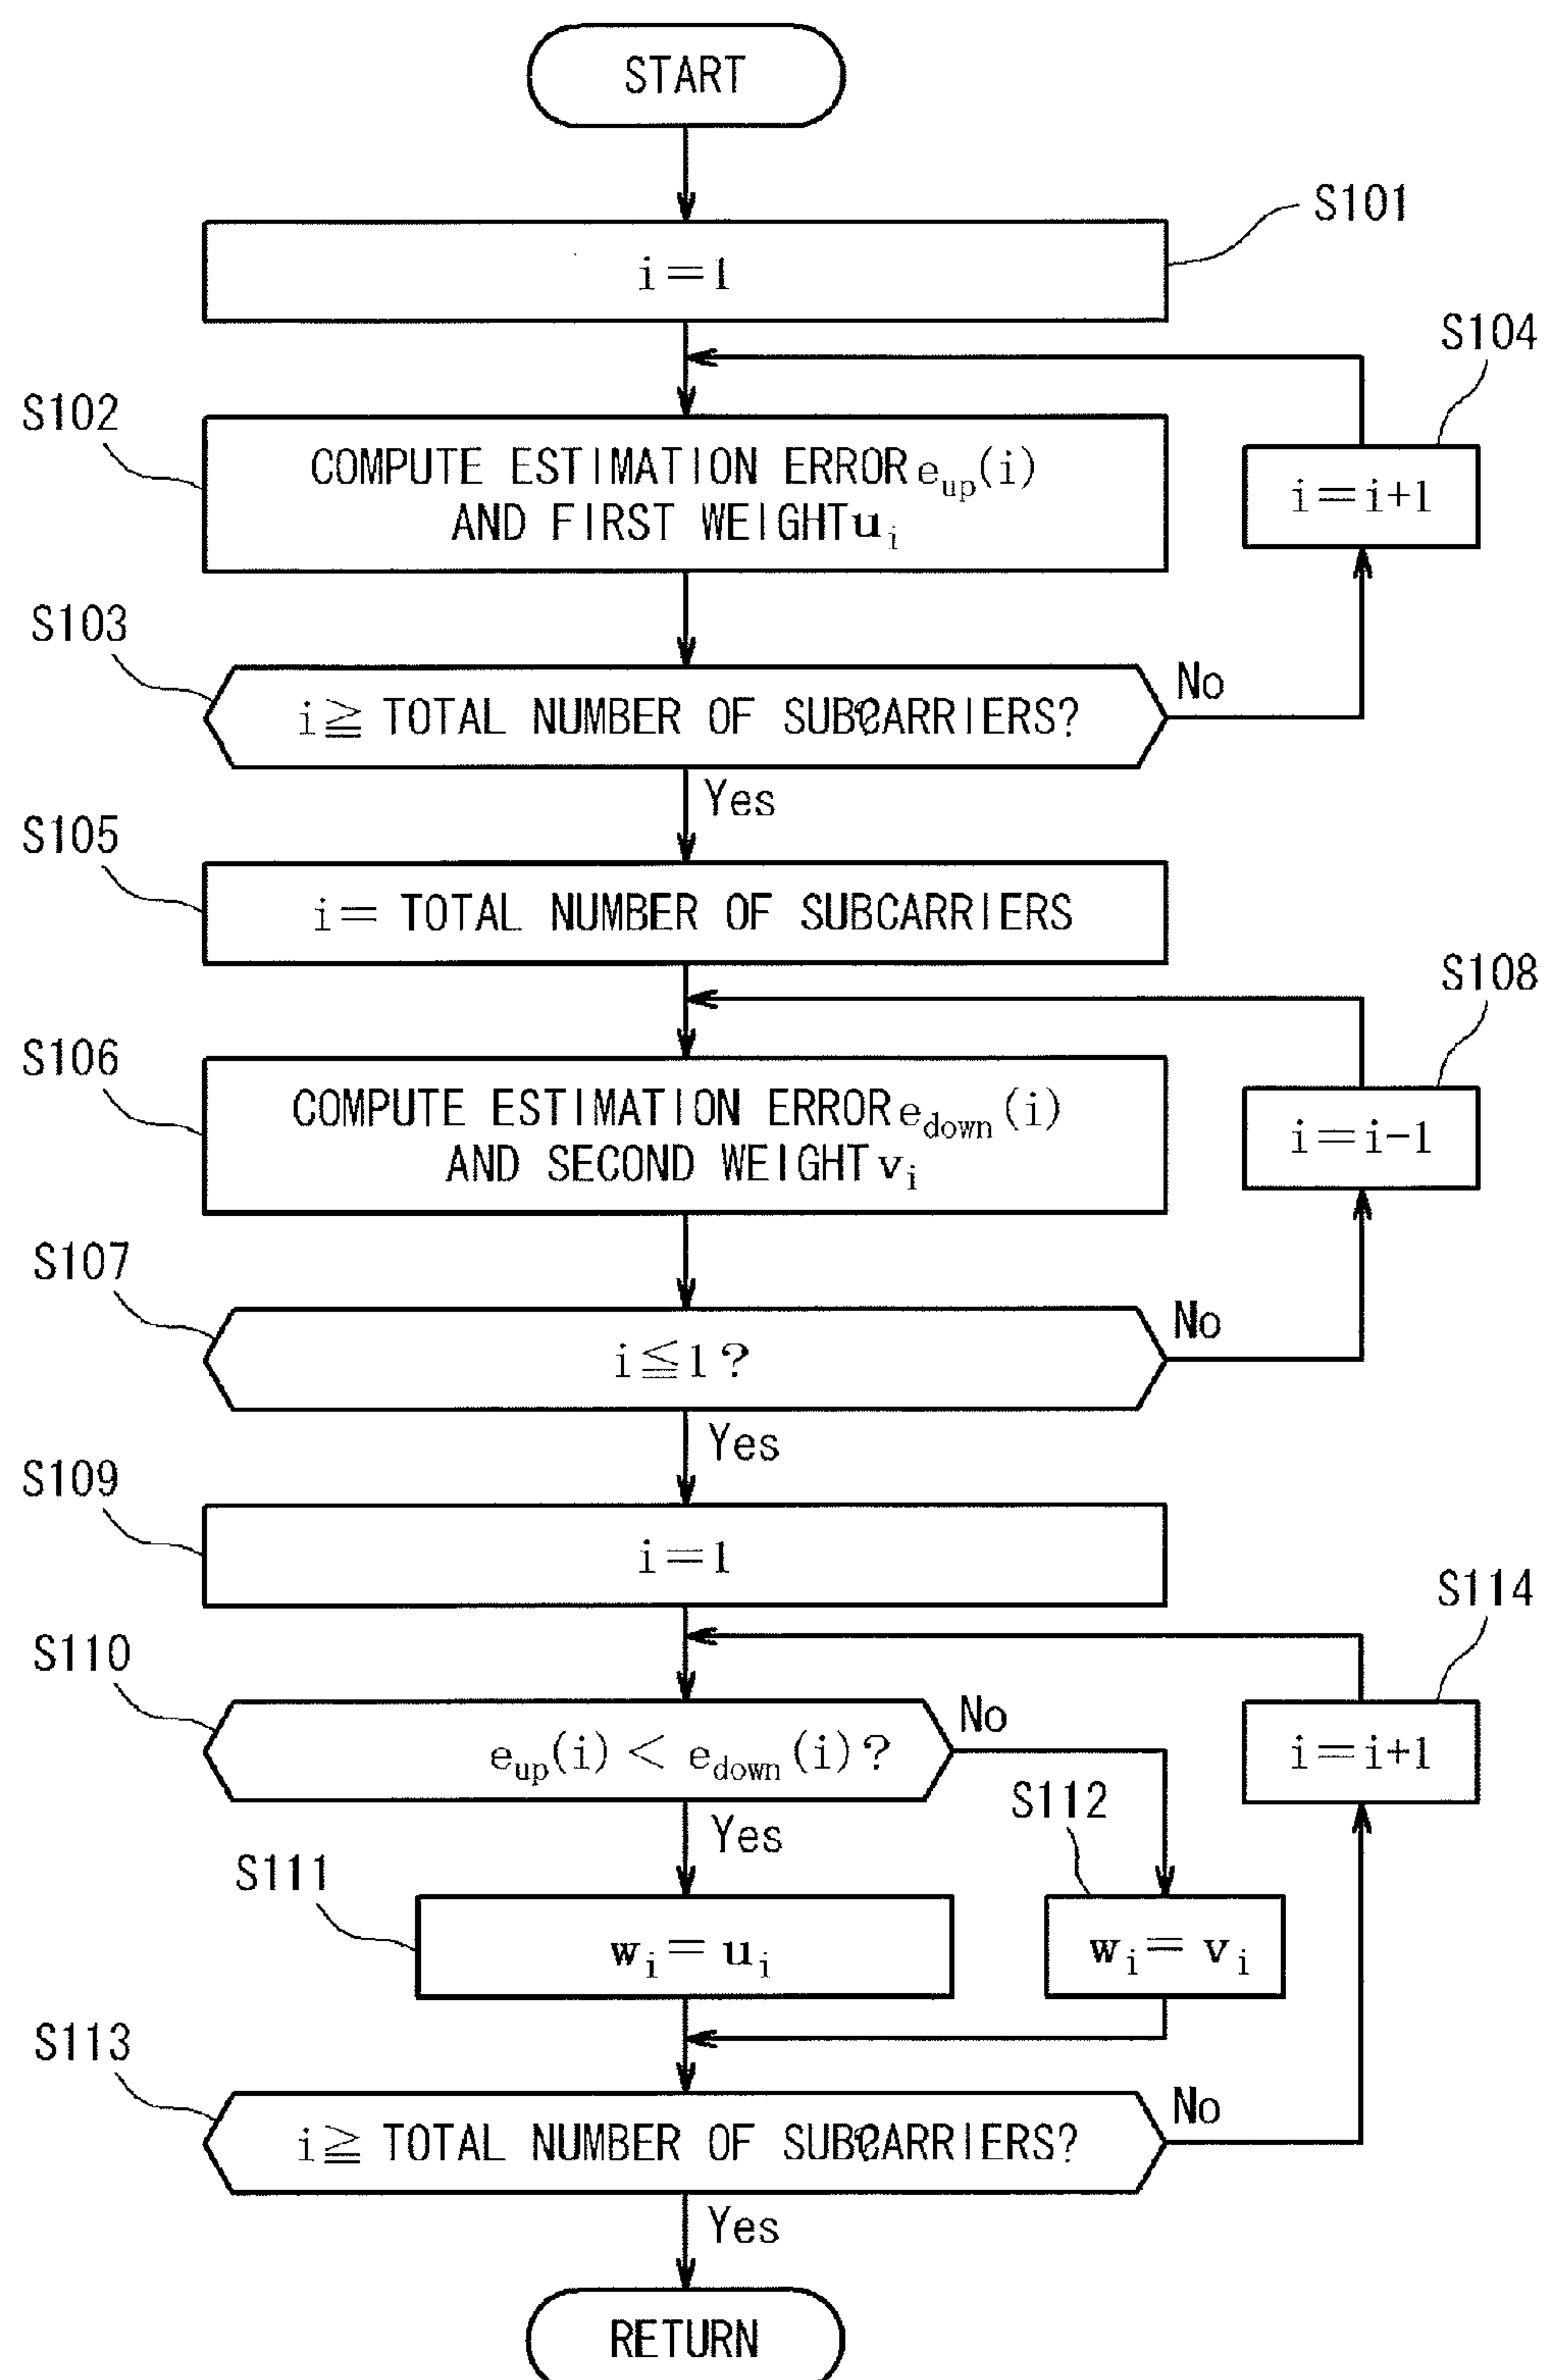 START
S101
i=1
S104
S102
COMPUTE ESTIMATION ERROR e_up(i)
AND FIRST WEIGHT u_i
i=i+1
S103
i≧ TOTAL NUMBER OF SUBCARRIERS?
No
Yes
S105
i= TOTAL NUMBER OF SUBCARRIERS
S108
S106
COMPUTE ESTIMATION ERROR e_down(i)
AND SECOND WEIGHT v_i
i=i-1
S107
i≦1?
No
Yes
S109
i=1
S114
S110
e_up(i) < e_down(i)?
No
i=i+1
S112
Yes
S111
w_i = u_i
w_i = v_i
S113
i≧ TOTAL NUMBER OF SUBCARRIERS?
No
Yes
RETURN